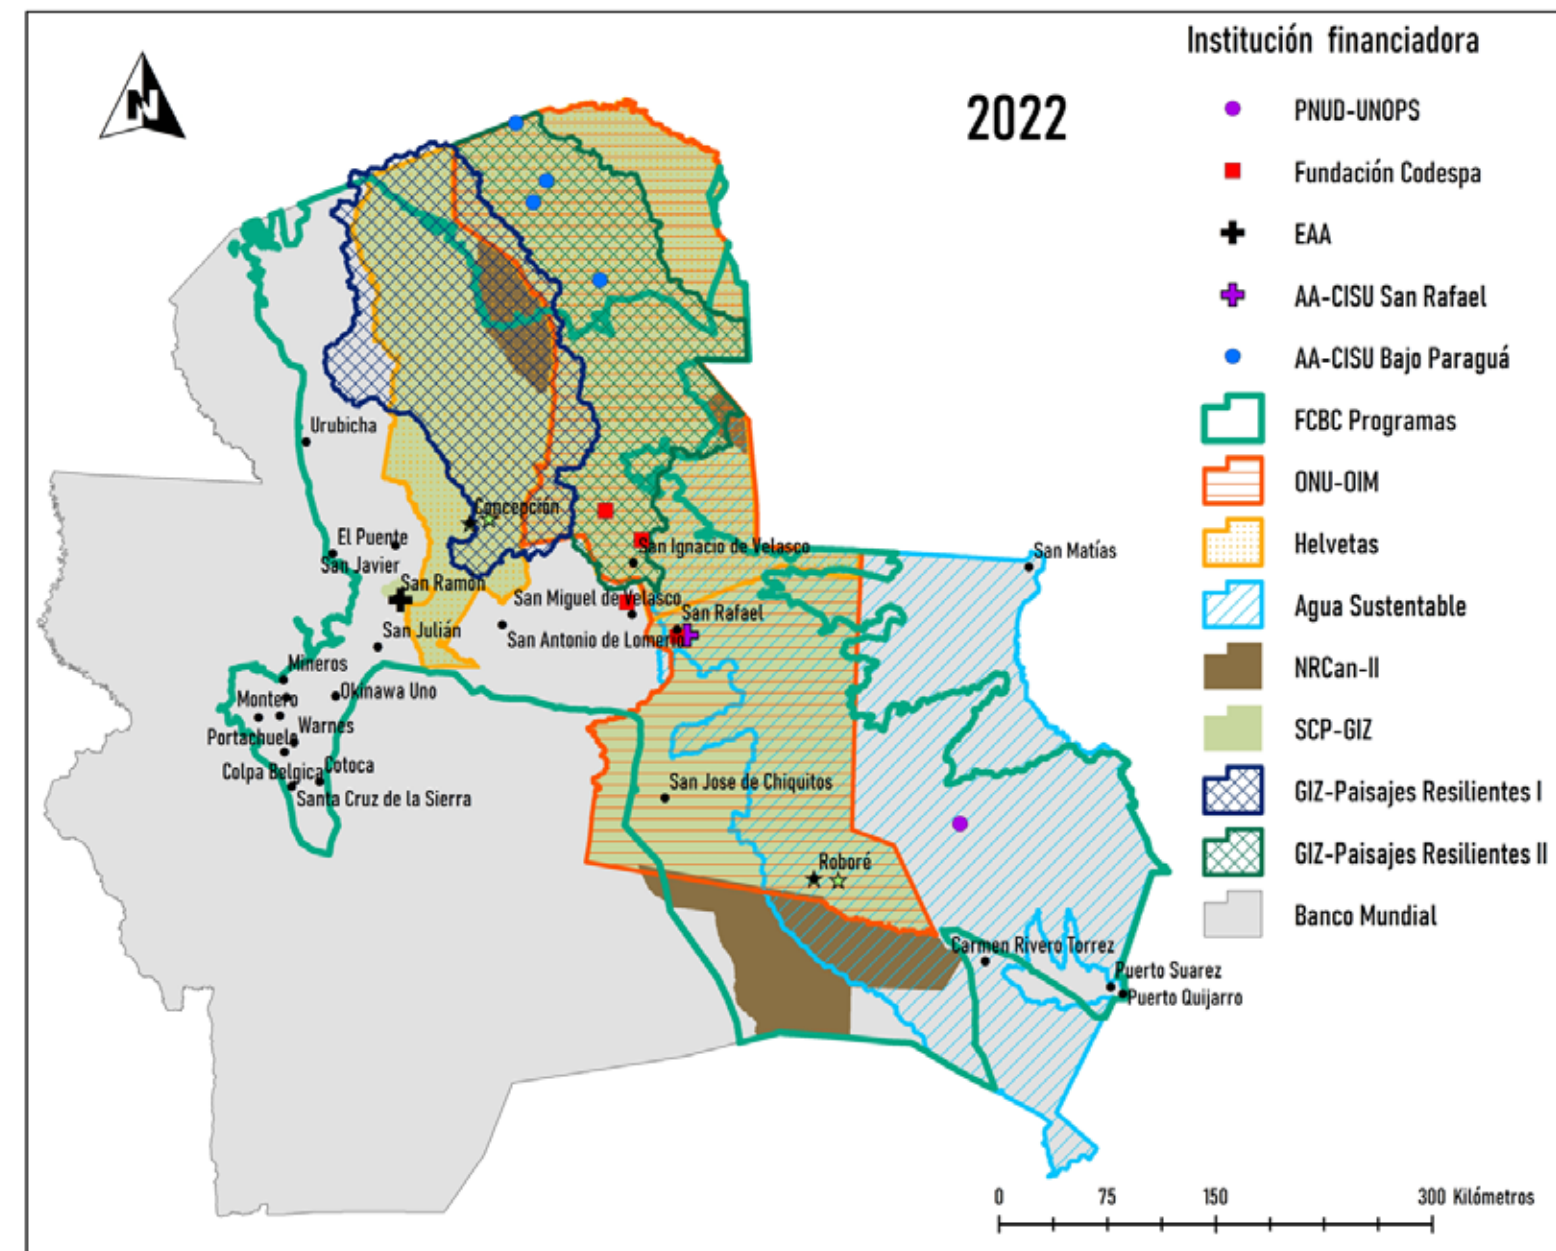 Institución financiadora
2022
N
PNUD-UNOPS
Fundación Codespa
EAA
AA-CISU San Rafael
AA-CISU Bajo Paraguá
FCBC Programas
ONU-OIM
Helvetas
Agua Sustentable
NRCan-II
SCP-GIZ
GIZ-Paisajes Resilientes I
GIZ-Paisajes Resilientes II
Banco Mundial
Urubicha
Concepción
El Puente
San Javier
San Ramón
San Ignacio de Velasco
San Matías
San Miguel de Velasco
San Rafael
San Antonio de Lomerio
San Julián
Mineros
Okinawa Uno
Montero
Warnes
Portachuelo
Colpa Belgica
Cotoca
Santa Cruz de la Sierra
San Jose de Chiquitos
Roboré
Carmen Rivero Torrez
Puerto Suarez
Puerto Quijarro
0 75 150 300 Kilómetros